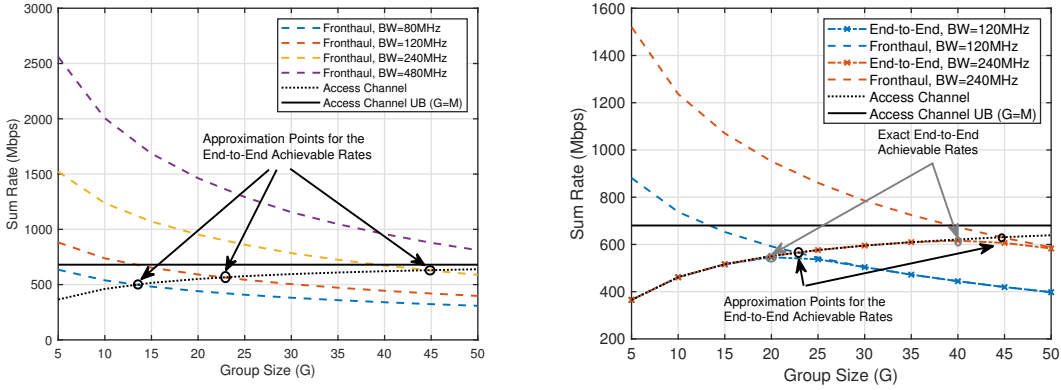 Fronthaul, BW=80MHz
Fronthaul, BW=120MHz
Fronthaul, BW=240MHz
Fronthaul, BW=480MHz
Access Channel
Access Channel UB (G=M)
Approximation Points for the
End-to-End Achievable Rates
Sum Rate (Mbps)
3000
2500
2000
1500
1000
500
0
5
10
15
20
25
30
35
40
45
50
Group Size (G)
End-to-End, BW=120MHz
Fronthaul, BW=120MHz
End-to-End, BW=240MHz
Fronthaul, BW=240MHz
Access Channel
Access Channel UB (G=M)
Exact End-to-End
Achievable Rates
Approximation Points for the
End-to-End Achievable Rates
Sum Rate (Mbps)
1600
1400
1200
1000
800
600
400
200
5
10
15
20
25
30
35
40
45
50
Group Size (G)